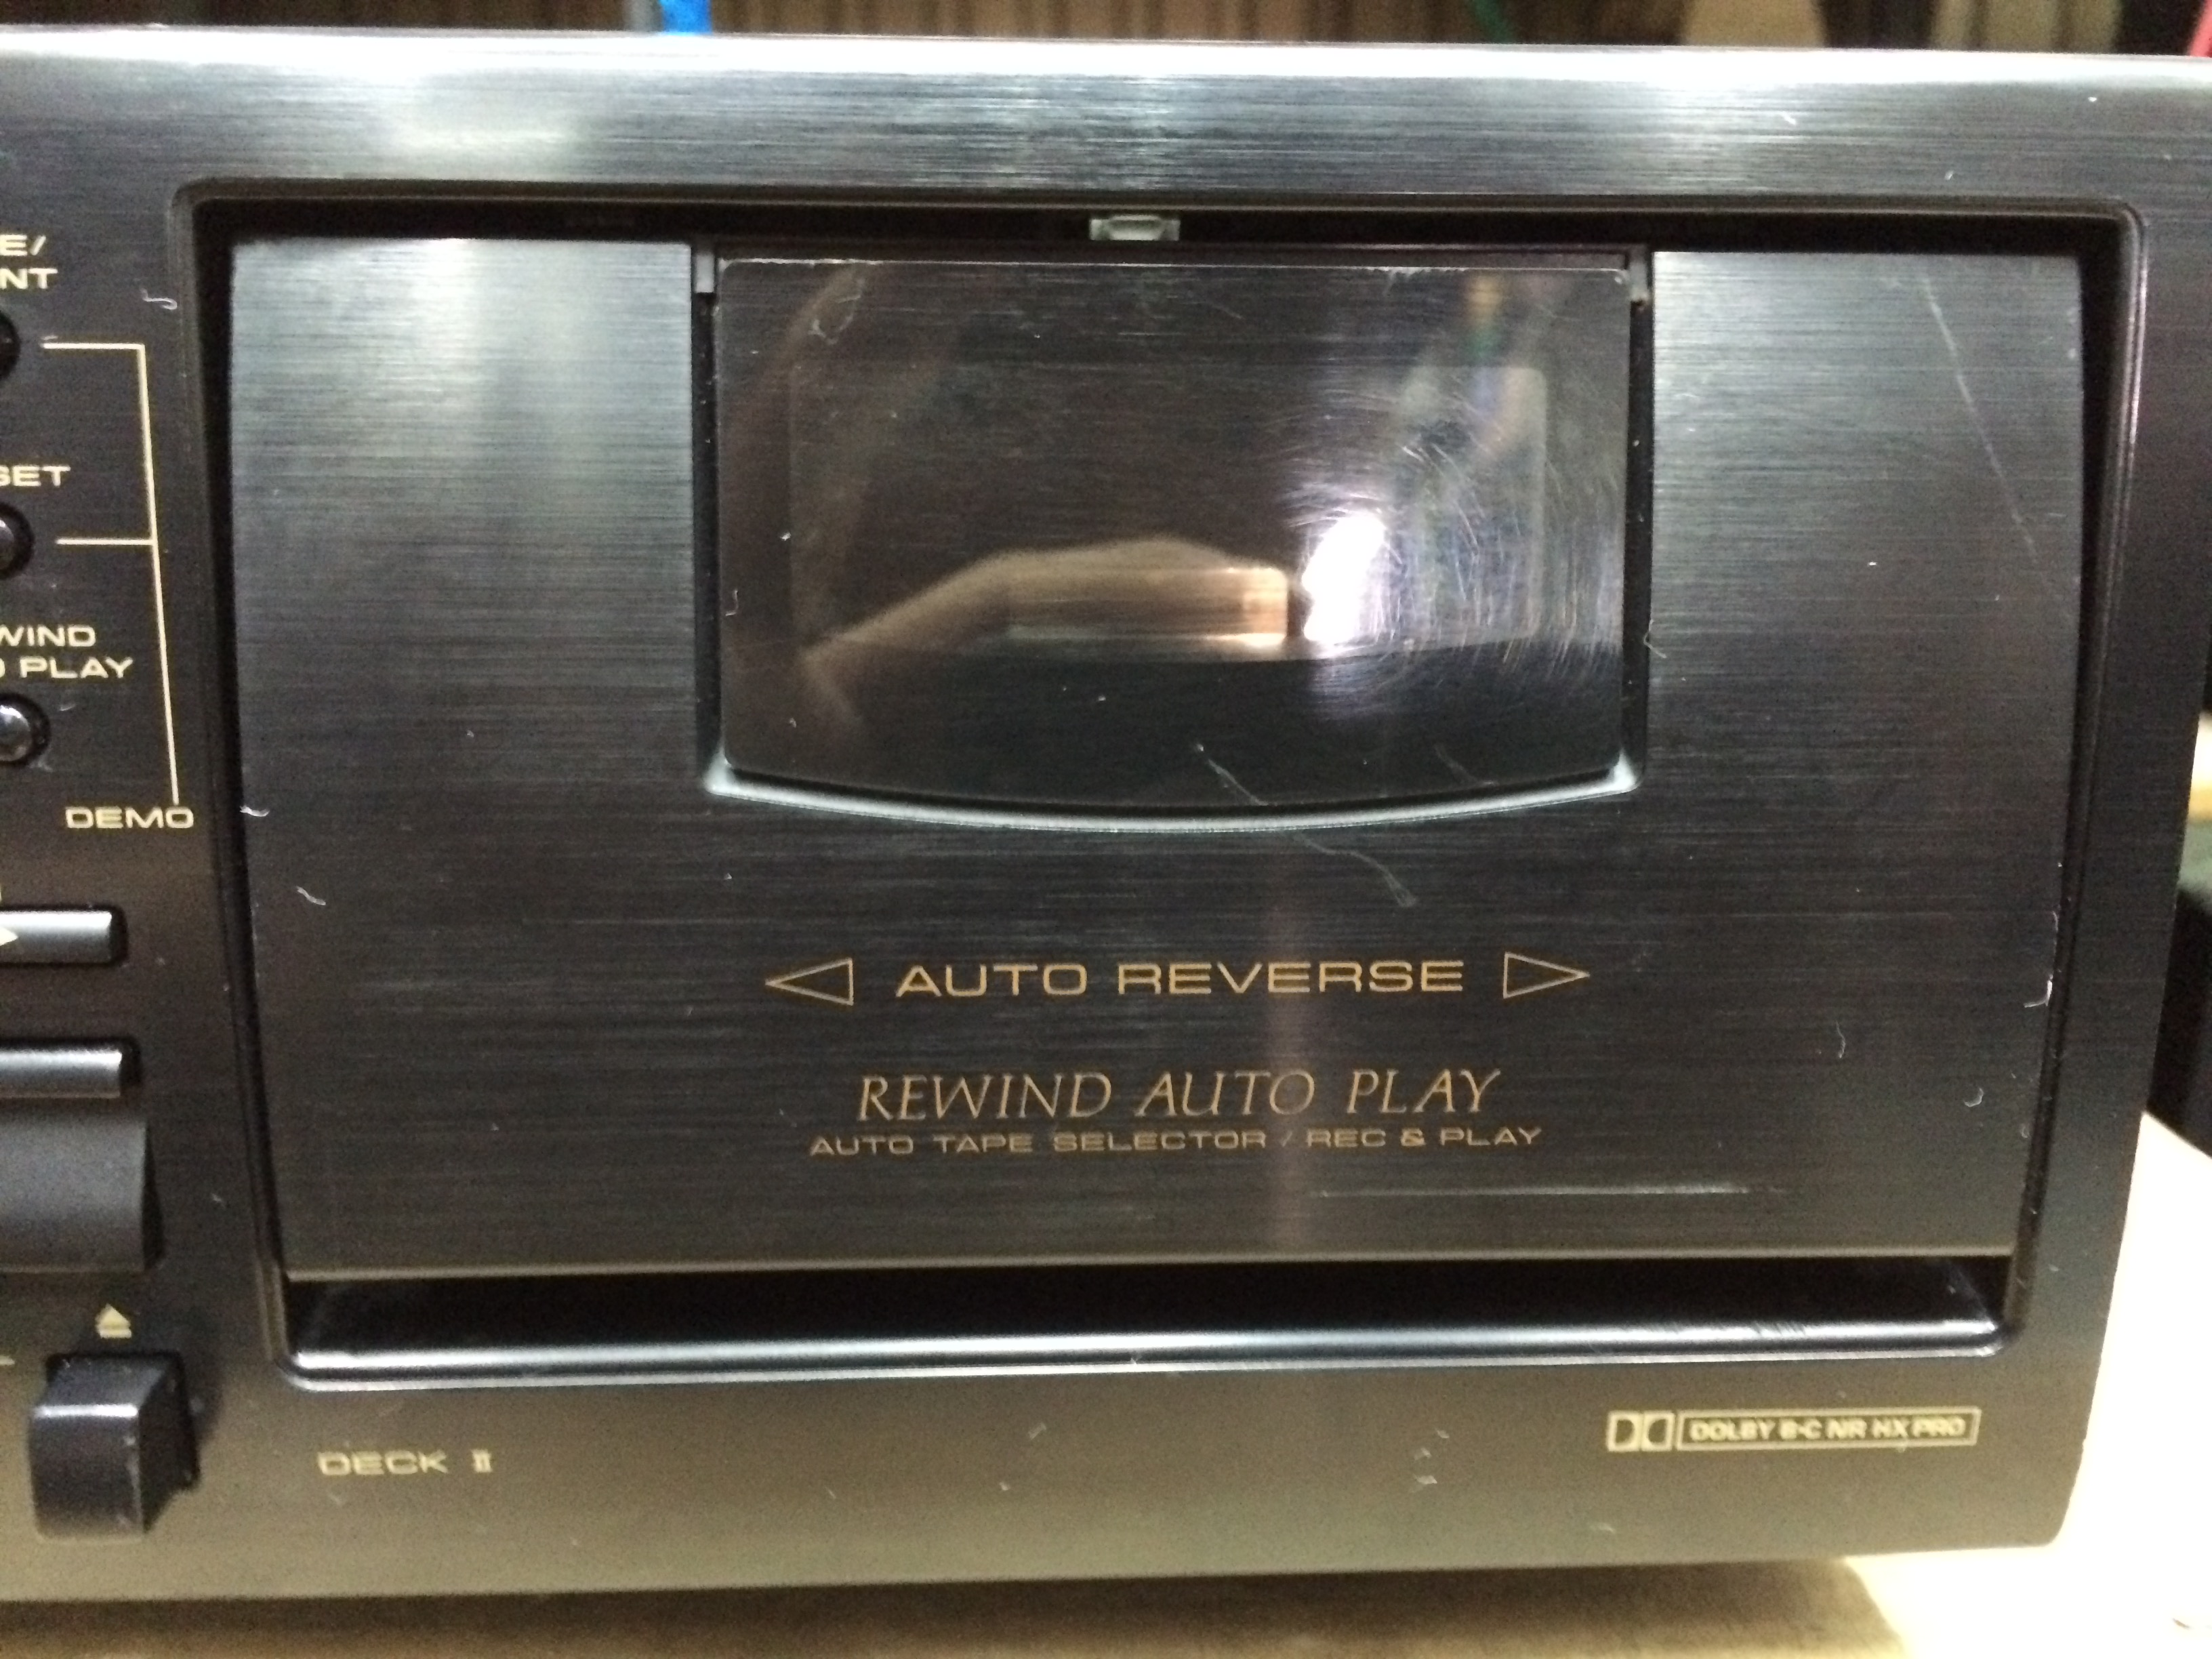 E/
NT
SET
WIND
PLAY
DEMO
AUTO REVERSE
REWIND AUTO PLAY
AUTO TAPE SELECTOR / REC & PLAY
DECK II
DOLBY B·C NR HX PRO